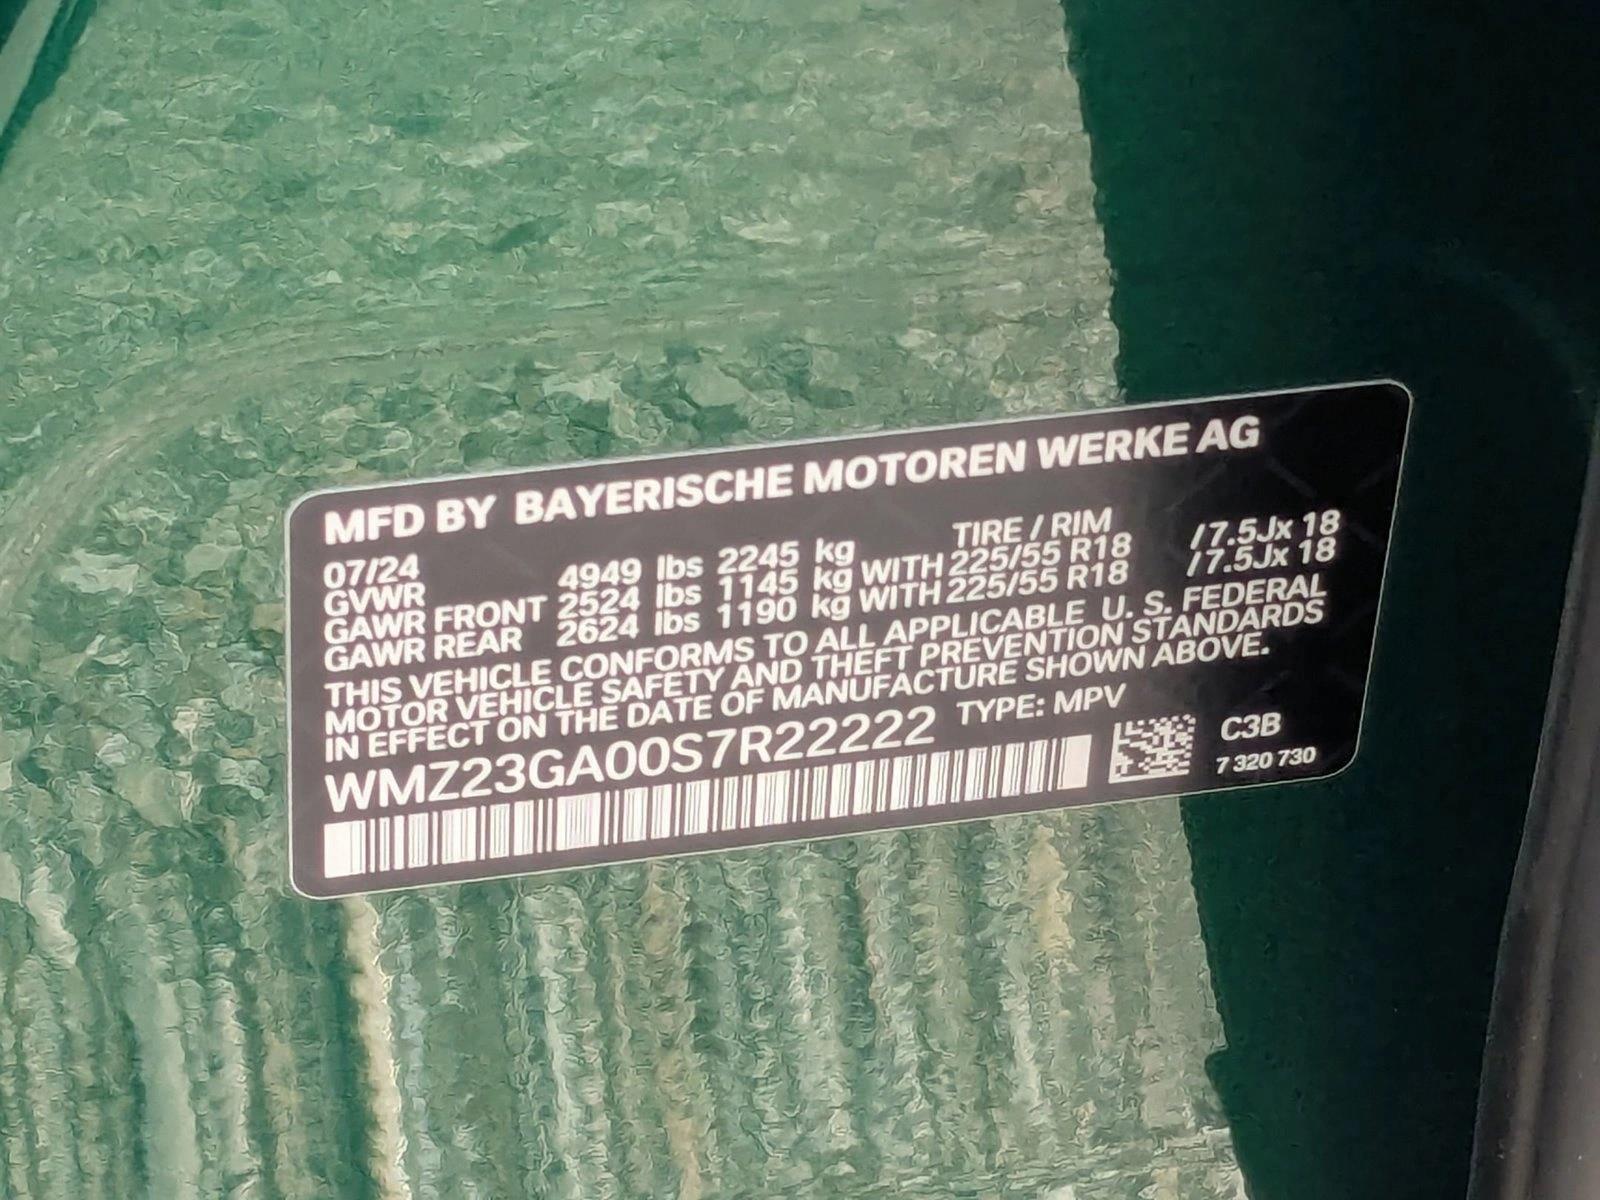 MFD BY BAYERISCHE MOTOREN WERKE AG
07/24 TIRE / RIM
GVWR 4949 lbs 2245 kg
GAWR FRONT 2524 lbs 1145 kg WITH 225/55 R18 /7.5Jx 18
GAWR REAR 2624 lbs 1190 kg WITH 225/55 R18 /7.5Jx 18
THIS VEHICLE CONFORMS TO ALL APPLICABLE U. S. FEDERAL
MOTOR VEHICLE SAFETY AND THEFT PREVENTION STANDARDS
IN EFFECT ON THE DATE OF MANUFACTURE SHOWN ABOVE.
WMZ23GA00S7R22222 TYPE: MPV
C3B
7 320 730